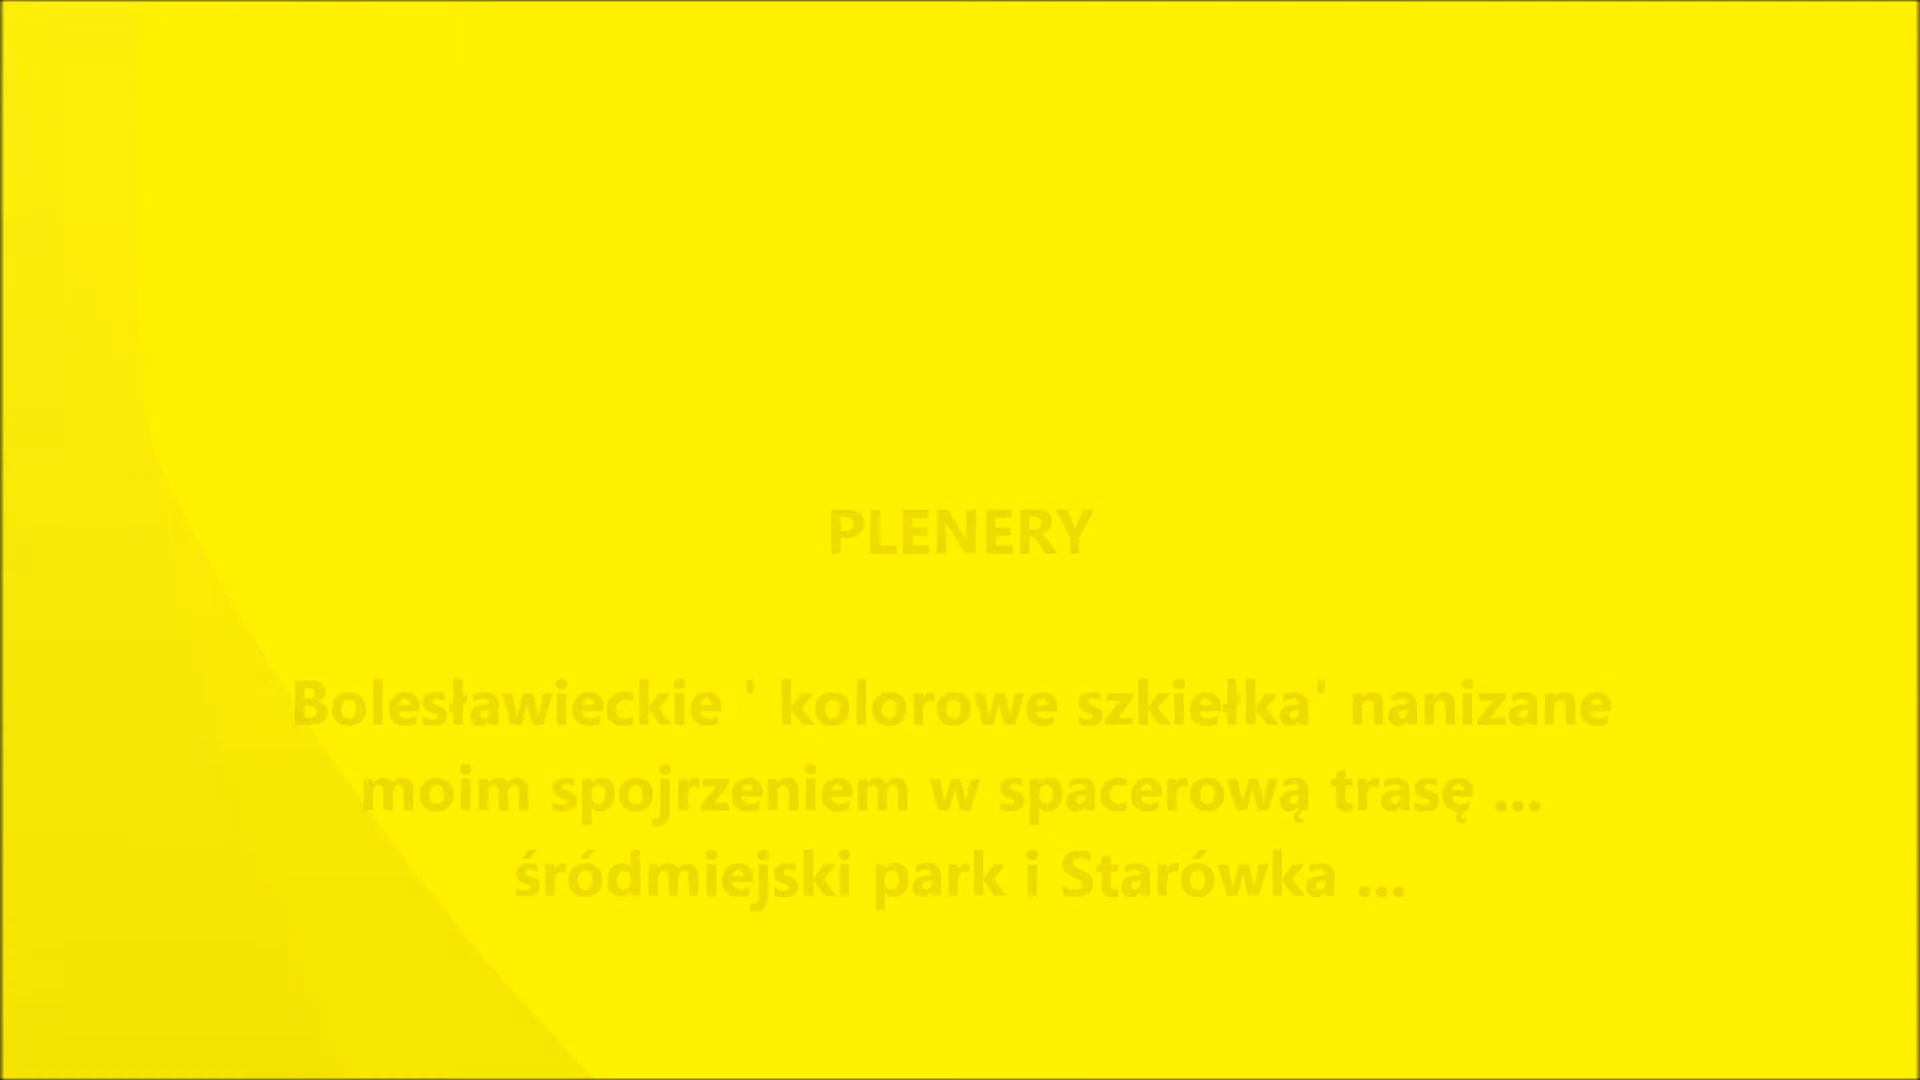 PLENERY
Bolesławieckie ' kolorowe szkiełka' nanizane
moim spojrzeniem w spacerową trasę ...
śródmiejski park i Starówka ...